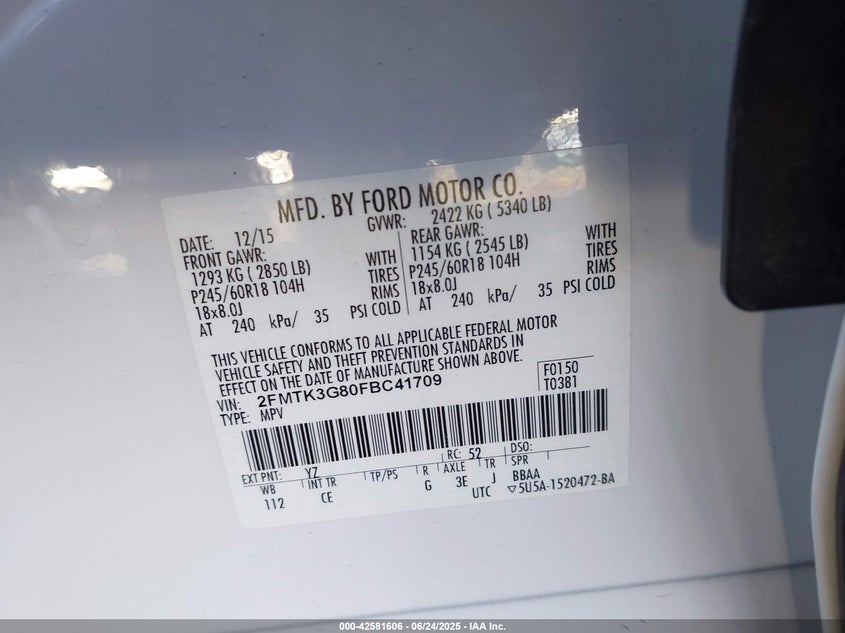 MFD. BY FORD MOTOR CO.
DATE: 12/15 GVWR: 2422 KG ( 5340 LB)
FRONT GAWR: WITH
1293 KG ( 2850 LB) TIRES
P245/60R18 104H RIMS
18x8.0J
AT 240 kPa/ 35 PSI COLD
REAR GAWR: WITH
1154 KG ( 2545 LB) TIRES
P245/60R18 104H RIMS
18x8.0J
AT 240 kPa/ 35 PSI COLD
THIS VEHICLE CONFORMS TO ALL APPLICABLE FEDERAL MOTOR
VEHICLE SAFETY AND THEFT PREVENTION STANDARDS IN
EFFECT ON THE DATE OF MANUFACTURE SHOWN ABOVE.
VIN: 2FMTK3G80FBC41709
TYPE: MPV
F0150
T0381
EXT PNT: YZ RC: 52 DSO:
WB INT TR TP/PS R AXLE TR SPR
112 CE G 3E J BBAA
UTC ▽5U5A-1520472-BA
000-42581606 - 06/24/2025 - IAA Inc.